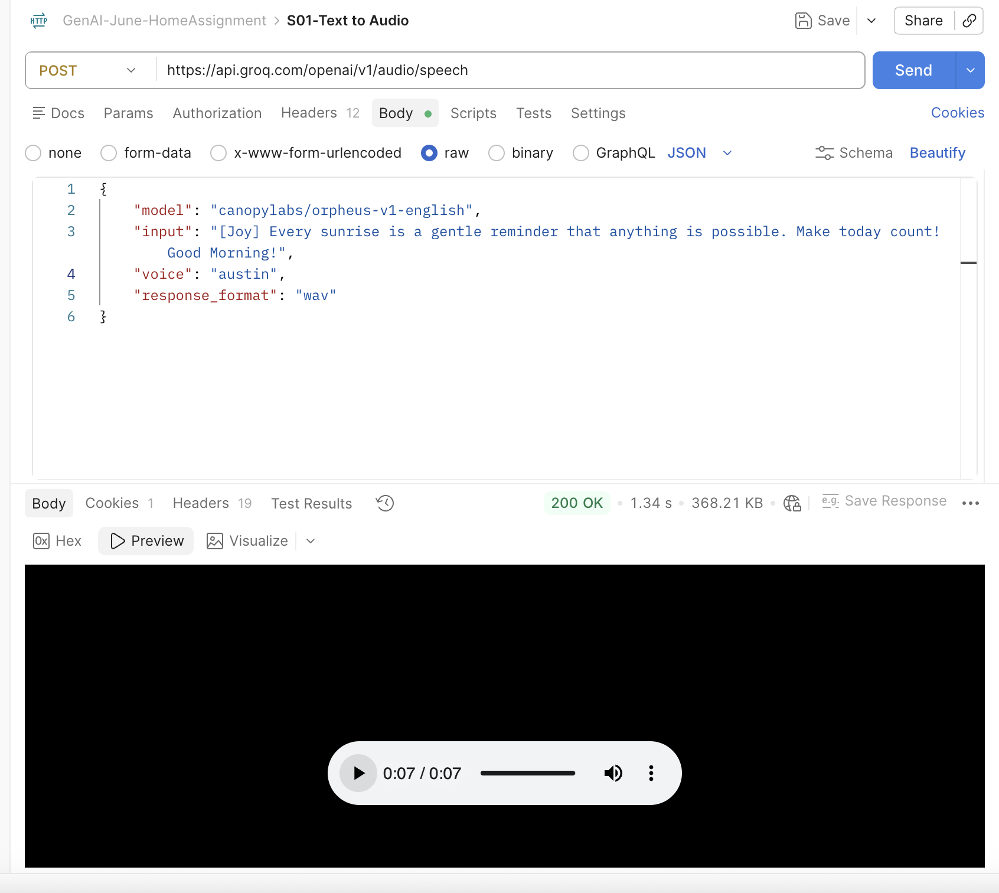 HTTP GenAI-June-HomeAssignment > S01-Text to Audio Save Share
POST https://api.groq.com/openai/v1/audio/speech Send
Docs Params Authorization Headers 12 Body Scripts Tests Settings Cookies
none form-data x-www-form-urlencoded raw binary GraphQL JSON Schema Beautify
1 {
2 "model": "canopylabs/orpheus-v1-english",
3 "input": "[Joy] Every sunrise is a gentle reminder that anything is possible. Make today count!
Good Morning!",
4 "voice": "austin",
5 "response_format": "wav"
6 }
Body Cookies 1 Headers 19 Test Results 200 OK • 1.34 s • 368.21 KB • e.g. Save Response
0x Hex Preview Visualize
0:07 / 0:07